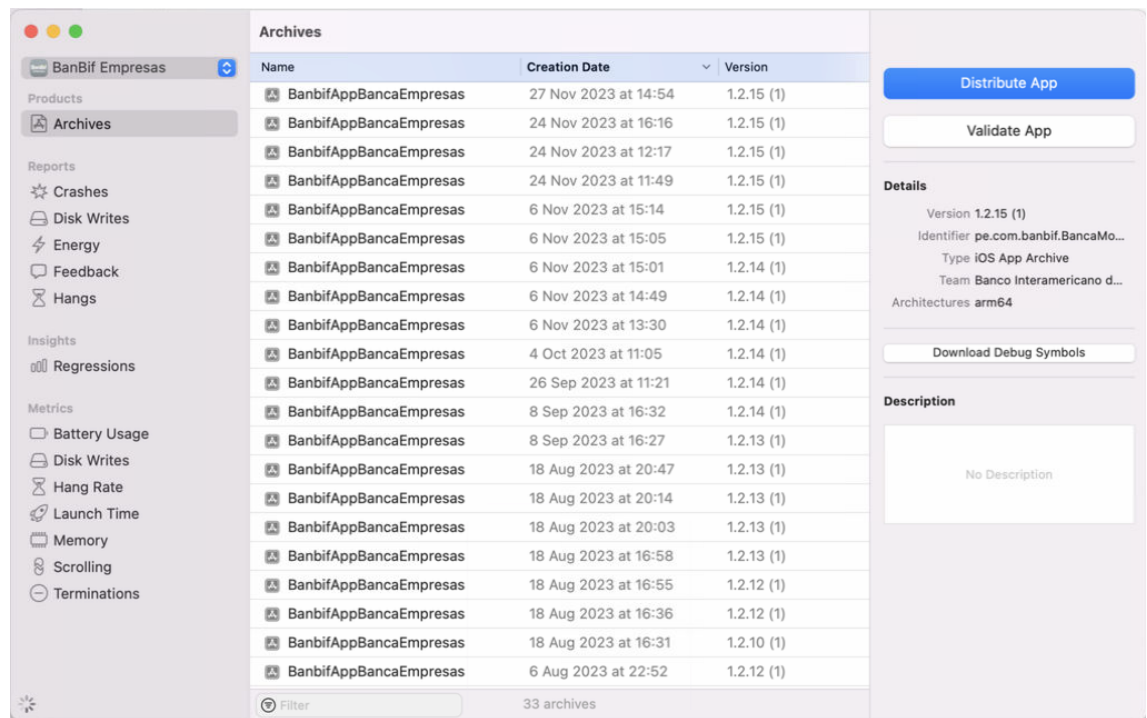 BanBif Empresas
Products
Archives
Reports
Crashes
Disk Writes
Energy
Feedback
Hangs
Insights
Regressions
Metrics
Battery Usage
Disk Writes
Hang Rate
Launch Time
Memory
Scrolling
Terminations
Archives
Name Creation Date Version
BanbifAppBancaEmpresas 27 Nov 2023 at 14:54 1.2.15 (1)
BanbifAppBancaEmpresas 24 Nov 2023 at 16:16 1.2.15 (1)
BanbifAppBancaEmpresas 24 Nov 2023 at 12:17 1.2.15 (1)
BanbifAppBancaEmpresas 24 Nov 2023 at 11:49 1.2.15 (1)
BanbifAppBancaEmpresas 6 Nov 2023 at 15:14 1.2.15 (1)
BanbifAppBancaEmpresas 6 Nov 2023 at 15:05 1.2.15 (1)
BanbifAppBancaEmpresas 6 Nov 2023 at 15:01 1.2.14 (1)
BanbifAppBancaEmpresas 6 Nov 2023 at 14:49 1.2.14 (1)
BanbifAppBancaEmpresas 6 Nov 2023 at 13:30 1.2.14 (1)
BanbifAppBancaEmpresas 4 Oct 2023 at 11:05 1.2.14 (1)
BanbifAppBancaEmpresas 26 Sep 2023 at 11:21 1.2.14 (1)
BanbifAppBancaEmpresas 8 Sep 2023 at 16:32 1.2.14 (1)
BanbifAppBancaEmpresas 8 Sep 2023 at 16:27 1.2.13 (1)
BanbifAppBancaEmpresas 18 Aug 2023 at 20:47 1.2.13 (1)
BanbifAppBancaEmpresas 18 Aug 2023 at 20:14 1.2.13 (1)
BanbifAppBancaEmpresas 18 Aug 2023 at 20:03 1.2.13 (1)
BanbifAppBancaEmpresas 18 Aug 2023 at 16:58 1.2.13 (1)
BanbifAppBancaEmpresas 18 Aug 2023 at 16:55 1.2.12 (1)
BanbifAppBancaEmpresas 18 Aug 2023 at 16:36 1.2.12 (1)
BanbifAppBancaEmpresas 18 Aug 2023 at 16:31 1.2.10 (1)
BanbifAppBancaEmpresas 6 Aug 2023 at 22:52 1.2.12 (1)
Filter 33 archives
Distribute App
Validate App
Details
Version 1.2.15 (1)
Identifier pe.com.banbif.BancaMo...
Type iOS App Archive
Team Banco Interamericano d...
Architectures arm64
Download Debug Symbols
Description
No Description